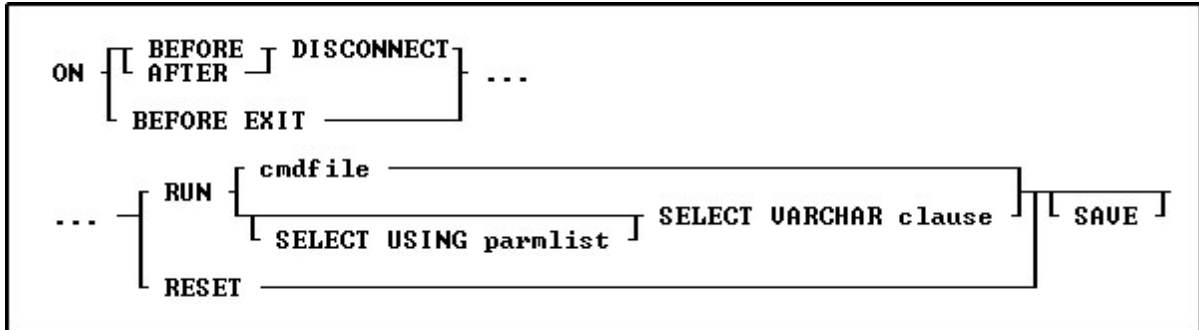 BEFORE DISCONNECT
ON AFTER ...
BEFORE EXIT
cmdfile
RUN
... SELECT VARCHAR clause SAVE
SELECT USING parmlist
RESET